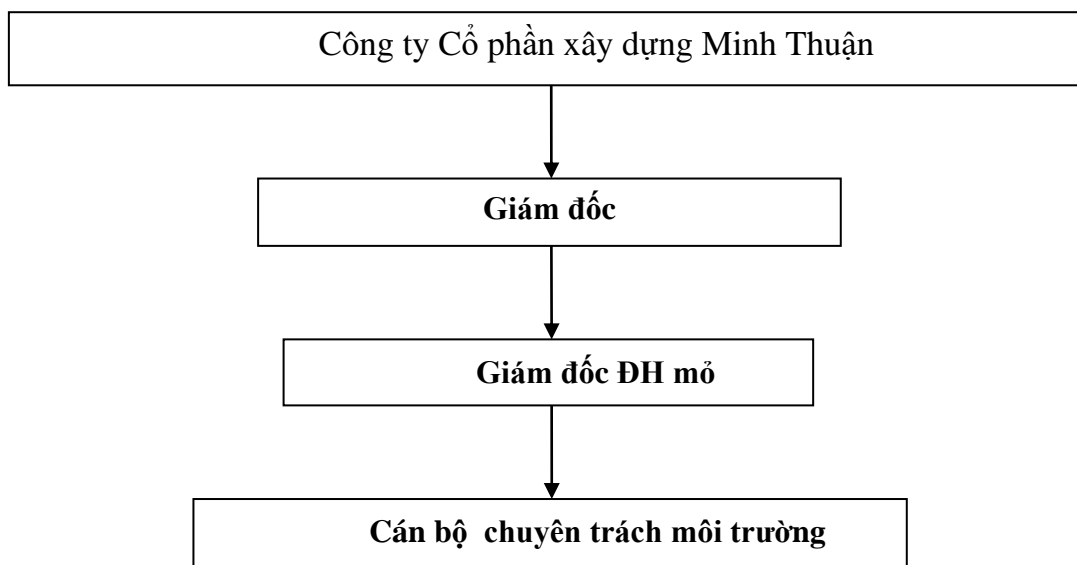 Công ty Cổ phần xây dựng Minh Thuận
Giám đốc
Giám đốc ĐH mỏ
Cán bộ chuyên trách môi trường